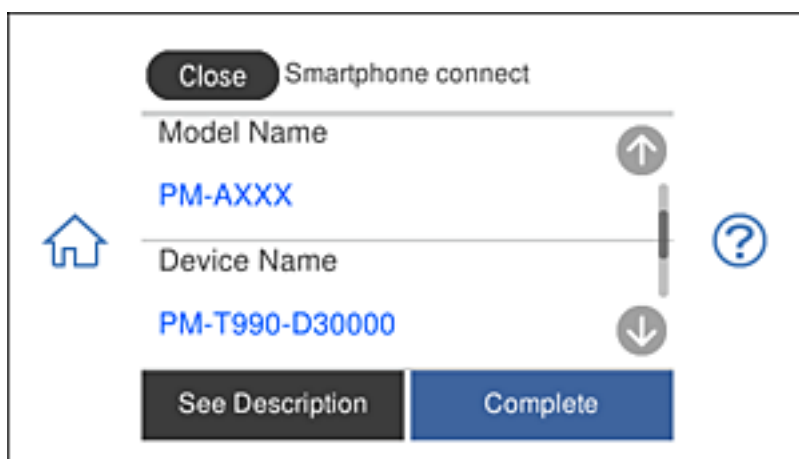 Close Smartphone connect
Model Name
PM-AXXX
Device Name
PM-T990-D30000
See Description Complete